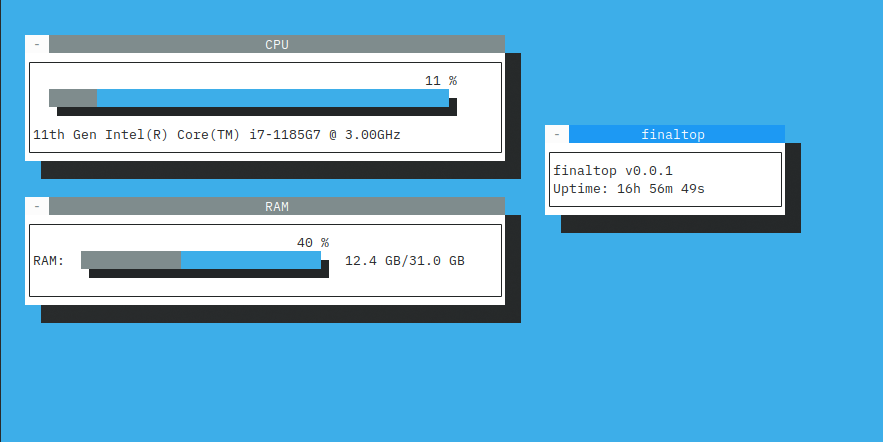 - CPU
11 %
11th Gen Intel(R) Core(TM) i7-1185G7 @ 3.00GHz
- RAM
40 %
RAM: 12.4 GB/31.0 GB
- finaltop
finaltop v0.0.1
Uptime: 16h 56m 49s